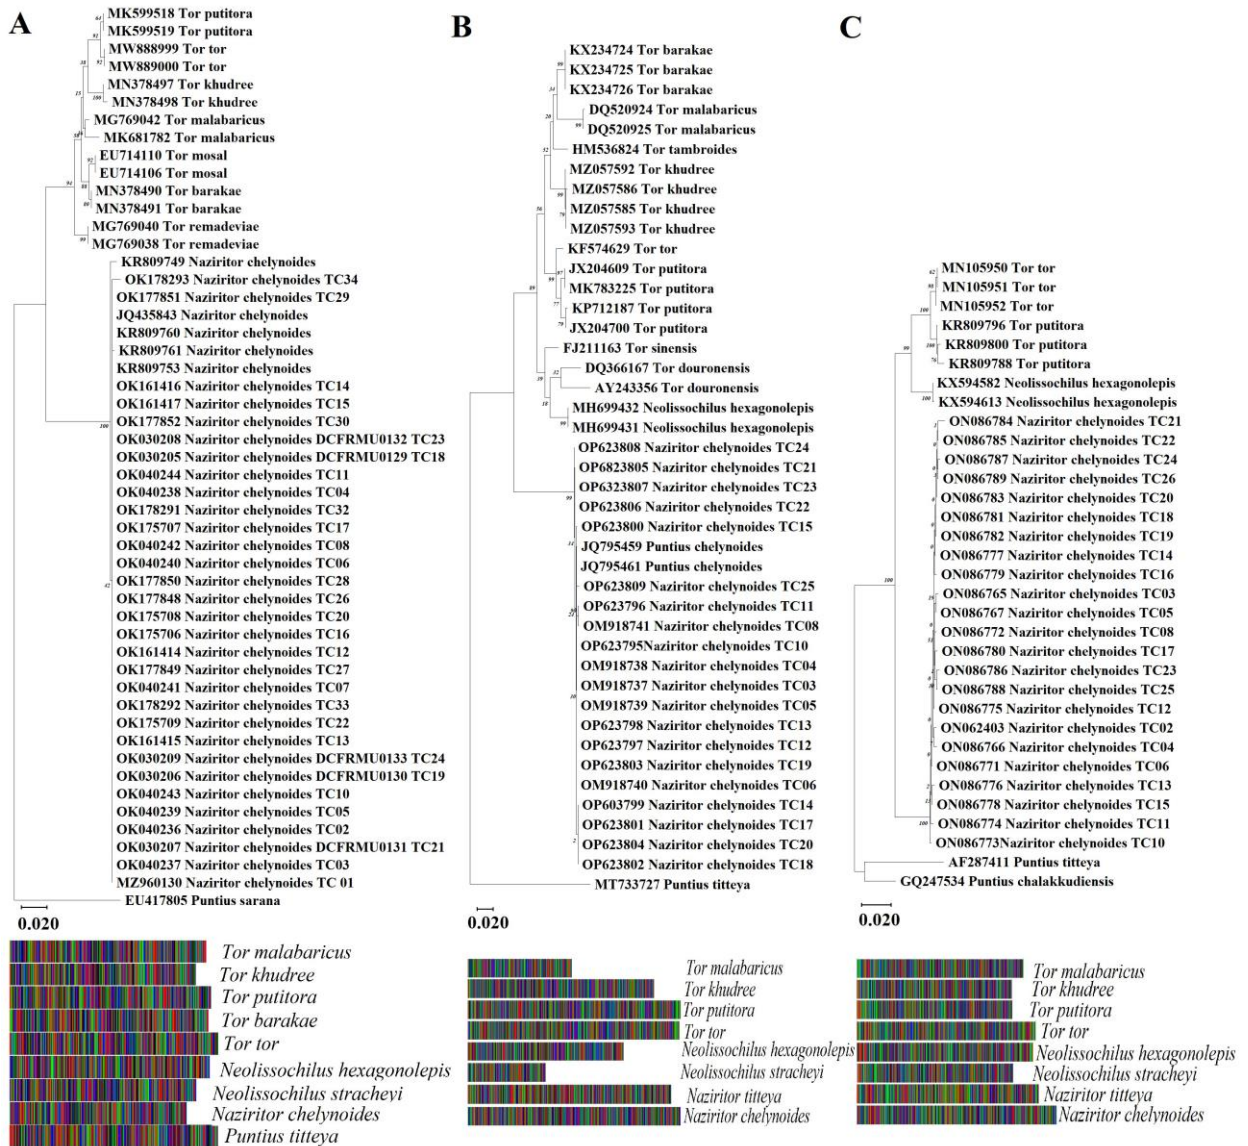 A
MK599518 Tor putitora
MK599519 Tor putitora
MW888999 Tor tor
MW889000 Tor tor
MN378497 Tor khudree
MN378498 Tor khudree
MG769042 Tor malabaricus
MK681782 Tor malabaricus
EU714110 Tor mosal
EU714106 Tor mosal
MN378490 Tor barakae
MN378491 Tor barakae
MG769040 Tor remadeviae
MG769038 Tor remadeviae
KR809749 Naziritor chelynoides
OK178293 Naziritor chelynoides TC34
OK177851 Naziritor chelynoides TC29
JQ435843 Naziritor chelynoides
KR809760 Naziritor chelynoides
KR809761 Naziritor chelynoides
KR809753 Naziritor chelynoides
OK161416 Naziritor chelynoides TC14
OK161417 Naziritor chelynoides TC15
OK177852 Naziritor chelynoides TC30
OK030208 Naziritor chelynoides DCFRMU0132 TC23
OK030205 Naziritor chelynoides DCFRMU0129 TC18
OK040244 Naziritor chelynoides TC11
OK040238 Naziritor chelynoides TC04
OK178291 Naziritor chelynoides TC32
OK175707 Naziritor chelynoides TC17
OK040242 Naziritor chelynoides TC08
OK040240 Naziritor chelynoides TC06
OK177850 Naziritor chelynoides TC28
OK177848 Naziritor chelynoides TC26
OK175708 Naziritor chelynoides TC20
OK175706 Naziritor chelynoides TC16
OK161414 Naziritor chelynoides TC12
OK177849 Naziritor chelynoides TC27
OK040241 Naziritor chelynoides TC07
OK178292 Naziritor chelynoides TC33
OK175709 Naziritor chelynoides TC22
OK161415 Naziritor chelynoides TC13
OK030209 Naziritor chelynoides DCFRMU0133 TC24
OK030206 Naziritor chelynoides DCFRMU0130 TC19
OK040243 Naziritor chelynoides TC10
OK040239 Naziritor chelynoides TC05
OK040236 Naziritor chelynoides TC02
OK030207 Naziritor chelynoides DCFRMU0131 TC21
OK040237 Naziritor chelynoides TC03
MZ960130 Naziritor chelynoides TC 01
EU417805 Puntius sarana
0.020
Tor malabaricus
Tor khudree
Tor putitora
Tor barakae
Tor tor
Neolissochilus hexagonolepis
Neolissochilus stracheyi
Naziritor chelynoides
Puntius titteya
B
KX234724 Tor barakae
KX234725 Tor barakae
KX234726 Tor barakae
DQ520924 Tor malabaricus
DQ520925 Tor malabaricus
HM536824 Tor tambroides
MZ057592 Tor khudree
MZ057586 Tor khudree
MZ057585 Tor khudree
MZ057593 Tor khudree
KF574629 Tor tor
JX204609 Tor putitora
MK783225 Tor putitora
KP712187 Tor putitora
JX204700 Tor putitora
FJ211163 Tor sinensis
DQ366167 Tor douronensis
AY243356 Tor douronensis
MH699432 Neolissochilus hexagonolepis
MH699431 Neolissochilus hexagonolepis
OP623808 Naziritor chelynoides TC24
OP6823805 Naziritor chelynoides TC21
OP6323807 Naziritor chelynoides TC23
OP623806 Naziritor chelynoides TC22
OP623800 Naziritor chelynoides TC15
JQ795459 Puntius chelynoides
JQ795461 Puntius chelynoides
OP623809 Naziritor chelynoides TC25
OP623796 Naziritor chelynoides TC11
OM918741 Naziritor chelynoides TC08
OP623795Naziritor chelynoides TC10
OM918738 Naziritor chelynoides TC04
OM918737 Naziritor chelynoides TC03
OM918739 Naziritor chelynoides TC05
OP623798 Naziritor chelynoides TC13
OP623797 Naziritor chelynoides TC12
OP623803 Naziritor chelynoides TC19
OM918740 Naziritor chelynoides TC06
OP603799 Naziritor chelynoides TC14
OP623801 Naziritor chelynoides TC17
OP623804 Naziritor chelynoides TC20
OP623802 Naziritor chelynoides TC18
MT733727 Puntius titteya
0.020
Tor malabaricus
Tor khudree
Tor putitora
Tor tor
Neolissochilus hexagonolepis
Neolissochilus stracheyi
Naziritor titteya
Naziritor chelynoides
C
MN105950 Tor tor
MN105951 Tor tor
MN105952 Tor tor
KR809796 Tor putitora
KR809800 Tor putitora
KR809788 Tor putitora
KX594582 Neolissochilus hexagonolepis
KX594613 Neolissochilus hexagonolepis
ON086784 Naziritor chelynoides TC21
ON086785 Naziritor chelynoides TC22
ON086787 Naziritor chelynoides TC24
ON086789 Naziritor chelynoides TC26
ON086783 Naziritor chelynoides TC20
ON086781 Naziritor chelynoides TC18
ON086782 Naziritor chelynoides TC19
ON086777 Naziritor chelynoides TC14
ON086779 Naziritor chelynoides TC16
ON086765 Naziritor chelynoides TC03
ON086767 Naziritor chelynoides TC05
ON086772 Naziritor chelynoides TC08
ON086780 Naziritor chelynoides TC17
ON086786 Naziritor chelynoides TC23
ON086788 Naziritor chelynoides TC25
ON086775 Naziritor chelynoides TC12
ON062403 Naziritor chelynoides TC02
ON086766 Naziritor chelynoides TC04
ON086771 Naziritor chelynoides TC06
ON086776 Naziritor chelynoides TC13
ON086778 Naziritor chelynoides TC15
ON086774 Naziritor chelynoides TC11
ON086773Naziritor chelynoides TC10
AF287411 Puntius titteya
GQ247534 Puntius chalakkudiensis
0.020
Tor malabaricus
Tor khudree
Tor putitora
Tor tor
Neolissochilus hexagonolepis
Neolissochilus stracheyi
Naziritor titteya
Naziritor chelynoides